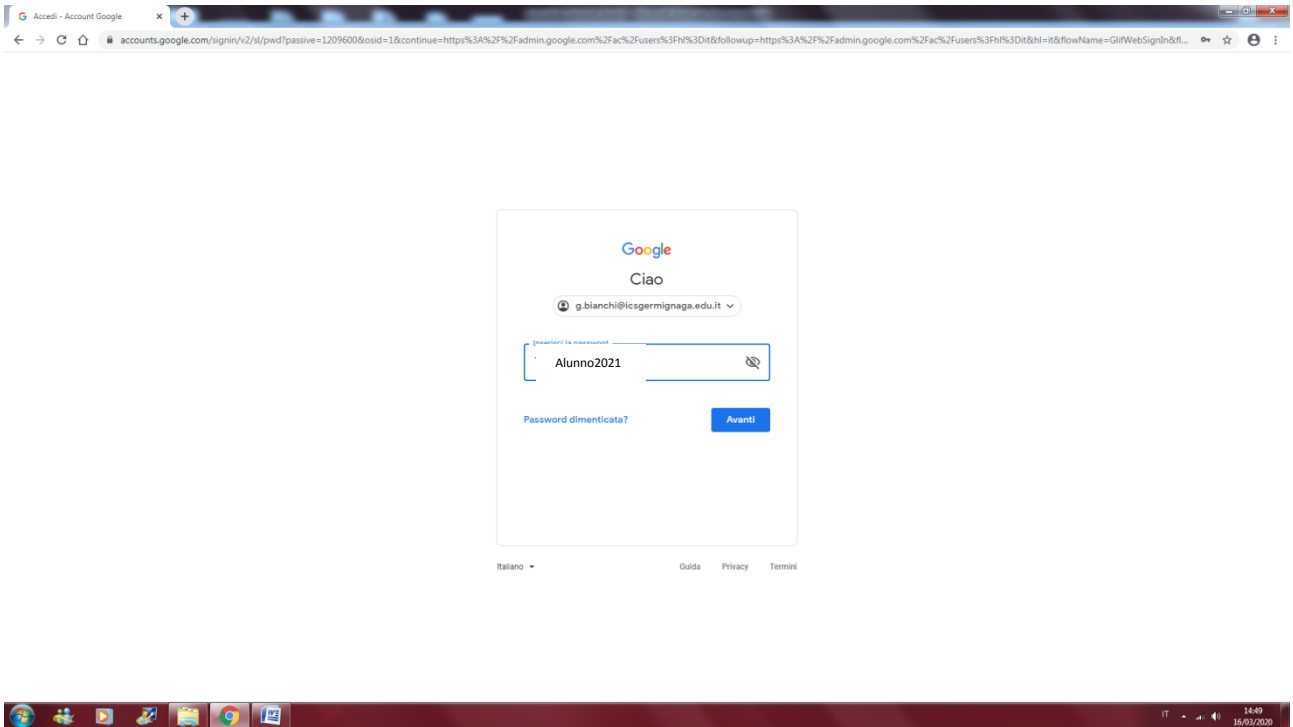 Accedi - Account Google
accounts.google.com/signin/v2/sl/pwd?passive=1209600&osid=1&continue=https%3A%2F%2Fadmin.google.com%2Fac%2Fusers%3Fhl%3Dit&followup=https%3A%2F%2Fadmin.google.com%2Fac%2Fusers%3Fhl%3Dit&hl=it&flowName=GlifWebSignIn&fl...
Google
Ciao
g.bianchi@icsgermignaga.edu.it
Inserisci la password
Alunno2021
Password dimenticata?
Avanti
Italiano
Guida Privacy Termini
IT
14:49
16/03/2020